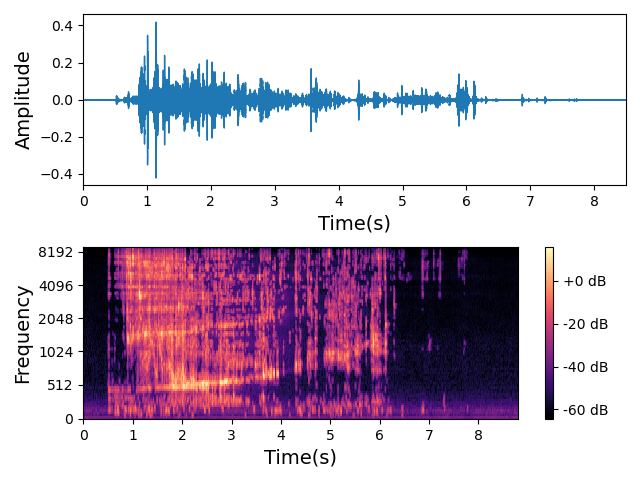 0.4
0.2
0.0
−0.2
−0.4
Amplitude
0 1 2 3 4 5 6 7 8
Time(s)
8192
4096
2048
1024
512
0
Frequency
0 1 2 3 4 5 6 7 8
Time(s)
+0 dB
-20 dB
-40 dB
-60 dB